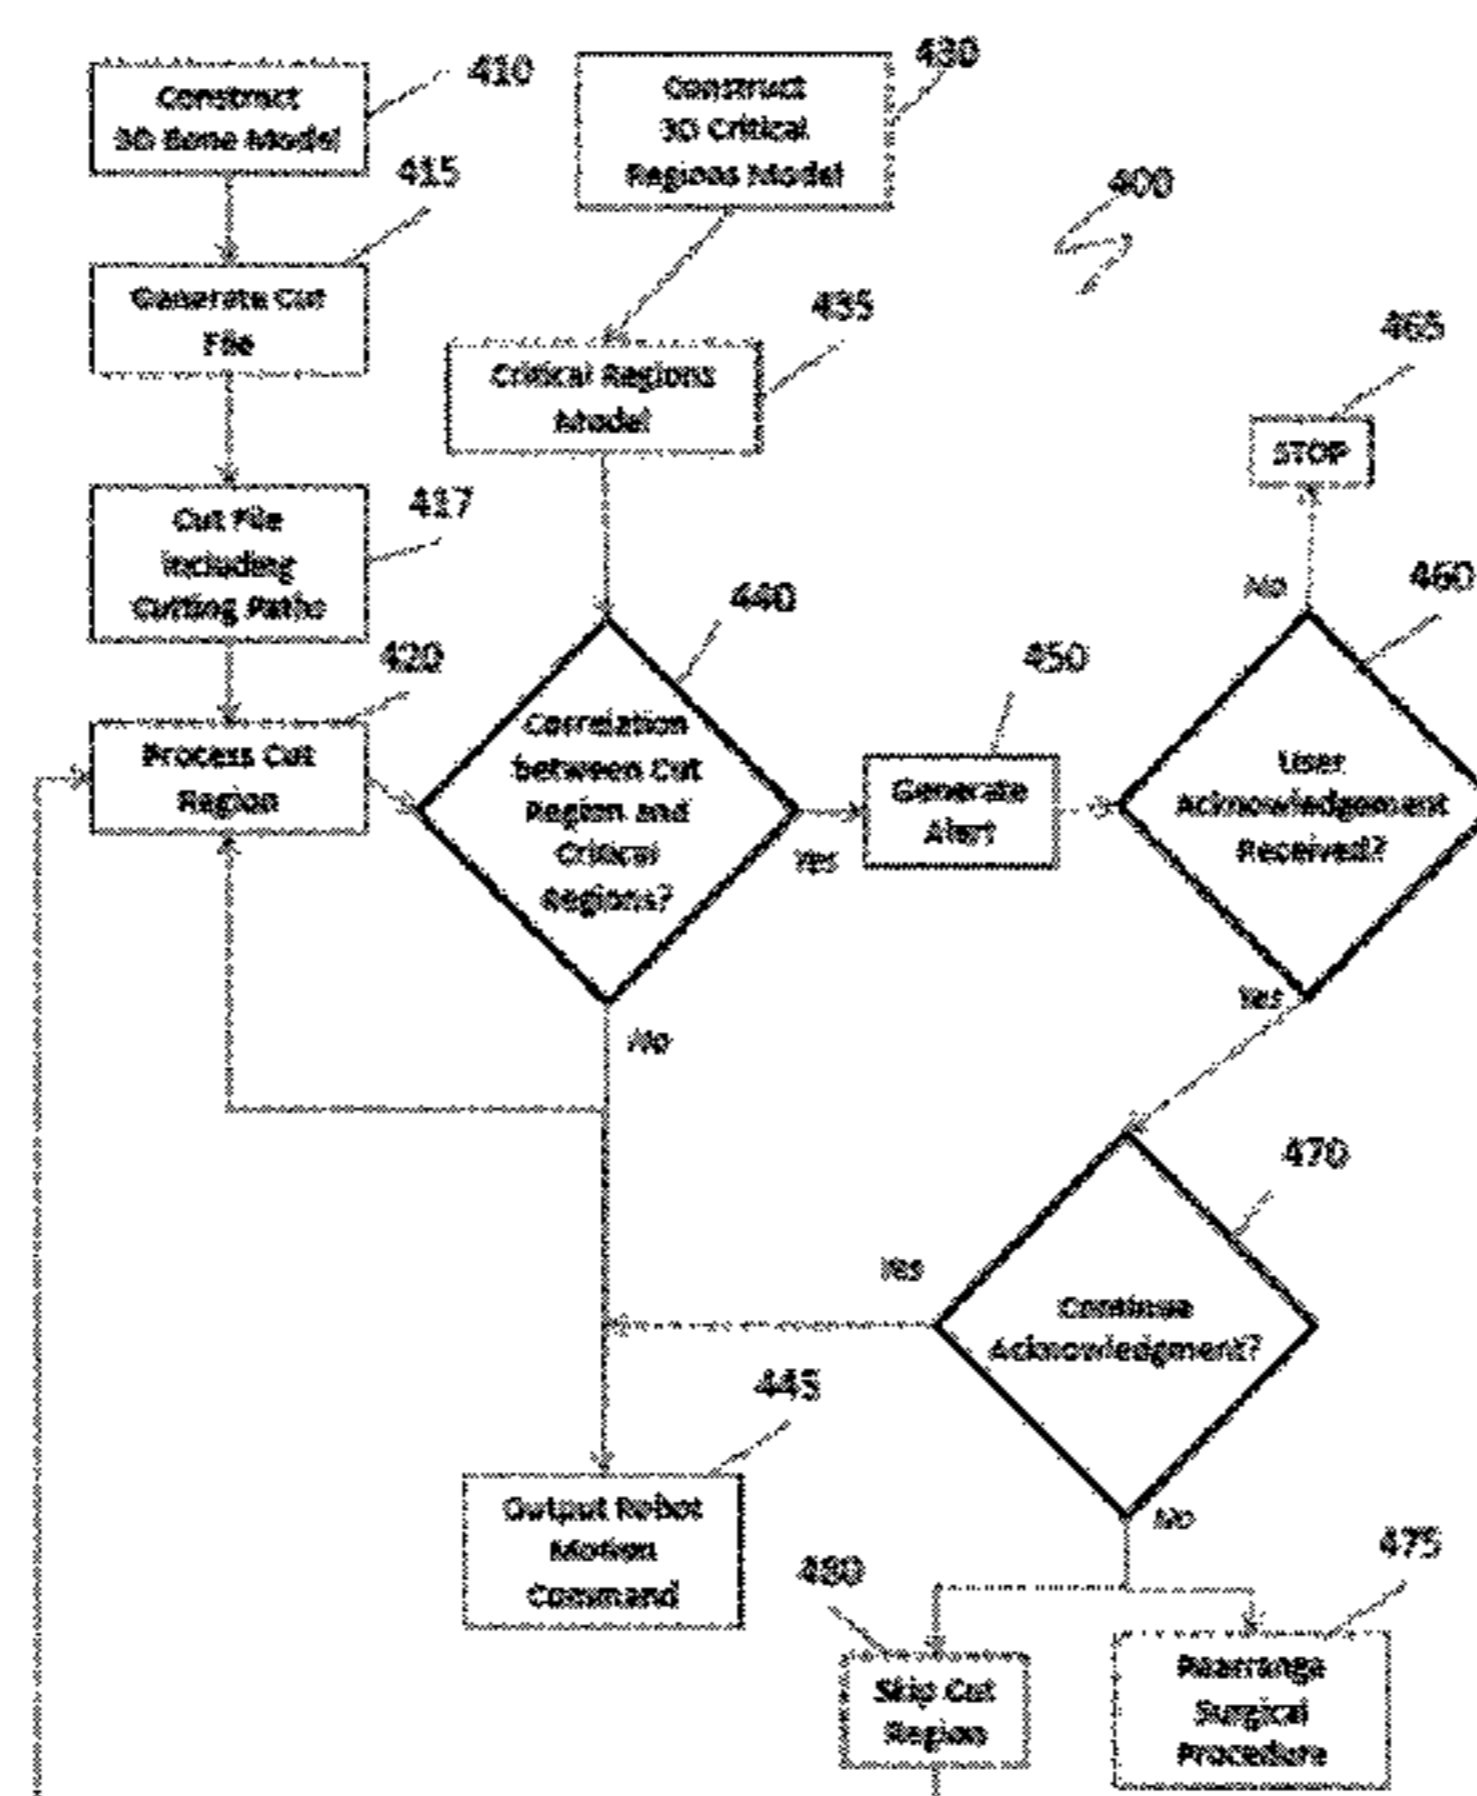 410
Construct
3D Bone Model
430
Construct
3D Critical
Regions Model
400
415
Generate Cut
File
435
Critical Regions
Model
465
STOP
417
Cut File
including
Cutting Paths
420
Process Cut
Region
440
Correlation
between Cut
Region and
Critical
Regions?
Yes
No
450
Generate
Alert
460
No
User
Acknowledgement
Received?
Yes
470
Yes
Continue
Acknowledgment?
No
445
Output Robot
Motion
Command
480
Skip Cut
Region
475
Rearrange
Surgical
Procedure